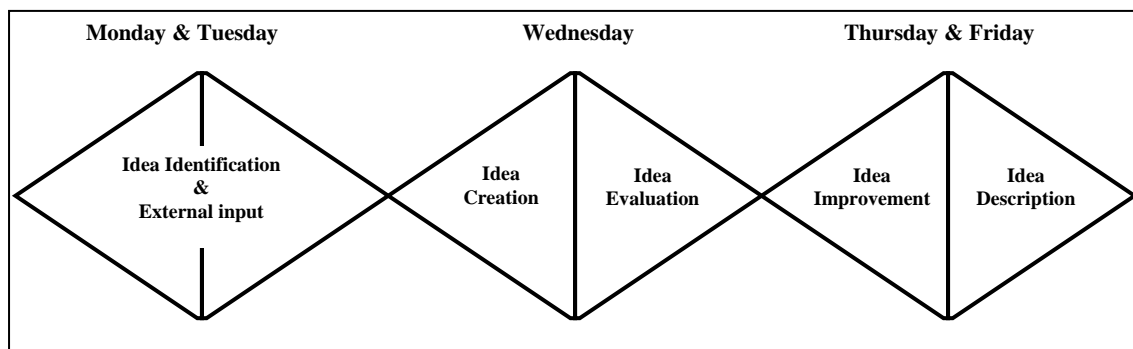 Monday & Tuesday
Wednesday
Thursday & Friday
Idea Identification
&
External input
Idea
Creation
Idea
Evaluation
Idea
Improvement
Idea
Description